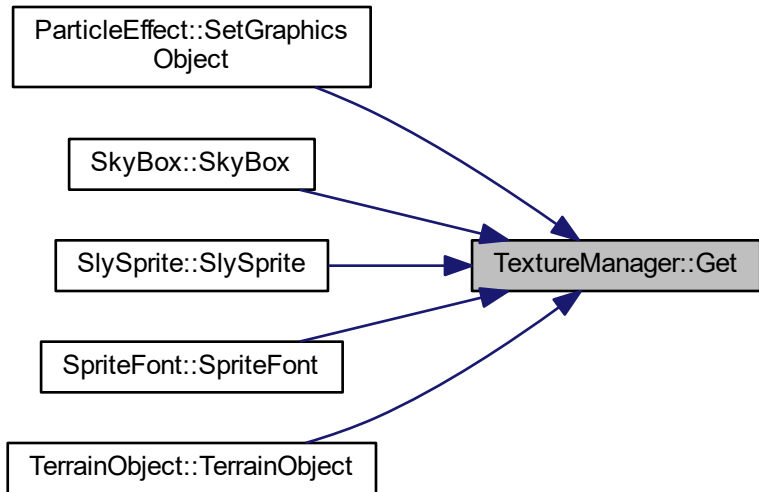 ParticleEffect::SetGraphics
Object
SkyBox::SkyBox
SlySprite::SlySprite
TextureManager::Get
SpriteFont::SpriteFont
TerrainObject::TerrainObject